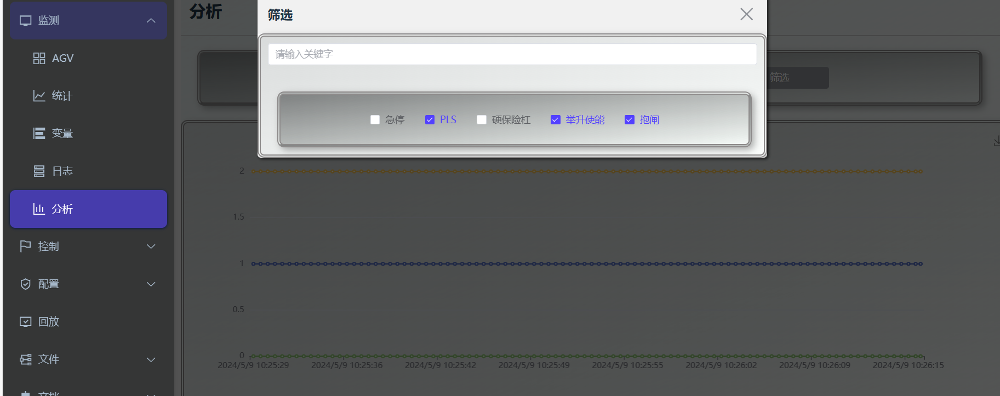 监测
AGV
统计
变量
日志
分析
控制
配置
回放
文件
文档
分析
筛选
请输入关键字
筛选
急停
PLS
硬保险杠
举升使能
抱闸
2
1.5
1
0.5
0
2024/5/9 10:25:29
2024/5/9 10:25:36
2024/5/9 10:25:42
2024/5/9 10:25:49
2024/5/9 10:25:55
2024/5/9 10:26:02
2024/5/9 10:26:09
2024/5/9 10:26:15